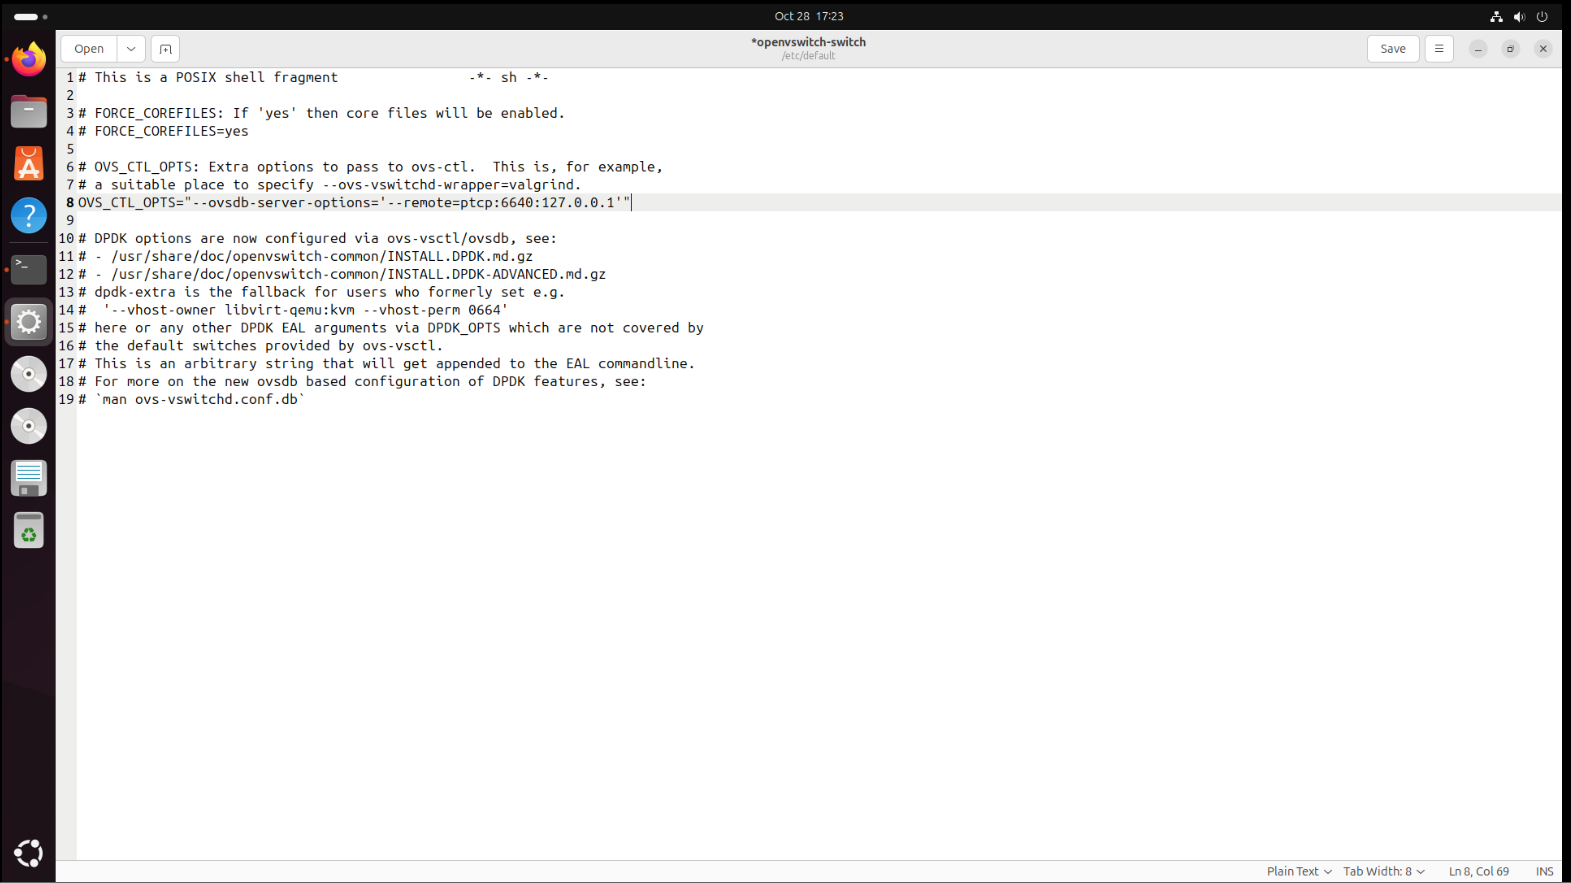 Oct 28 17:23
Open
*openvswitch-switch
/etc/default
Save
1 # This is a POSIX shell fragment                -*- sh -*-
2
3 # FORCE_COREFILES: If 'yes' then core files will be enabled.
4 # FORCE_COREFILES=yes
5
6 # OVS_CTL_OPTS: Extra options to pass to ovs-ctl.  This is, for example,
7 # a suitable place to specify --ovs-vswitchd-wrapper=valgrind.
8 OVS_CTL_OPTS="--ovsdb-server-options='--remote=ptcp:6640:127.0.0.1'"
9
10 # DPDK options are now configured via ovs-vsctl/ovsdb, see:
11 # - /usr/share/doc/openvswitch-common/INSTALL.DPDK.md.gz
12 # - /usr/share/doc/openvswitch-common/INSTALL.DPDK-ADVANCED.md.gz
13 # dpdk-extra is the fallback for users who formerly set e.g.
14 #  '--vhost-owner libvirt-qemu:kvm --vhost-perm 0664'
15 # here or any other DPDK EAL arguments via DPDK_OPTS which are not covered by
16 # the default switches provided by ovs-vsctl.
17 # This is an arbitrary string that will get appended to the EAL commandline.
18 # For more on the new ovsdb based configuration of DPDK features, see:
19 # `man ovs-vswitchd.conf.db`
Plain Text Tab Width: 8 Ln 8, Col 69 INS